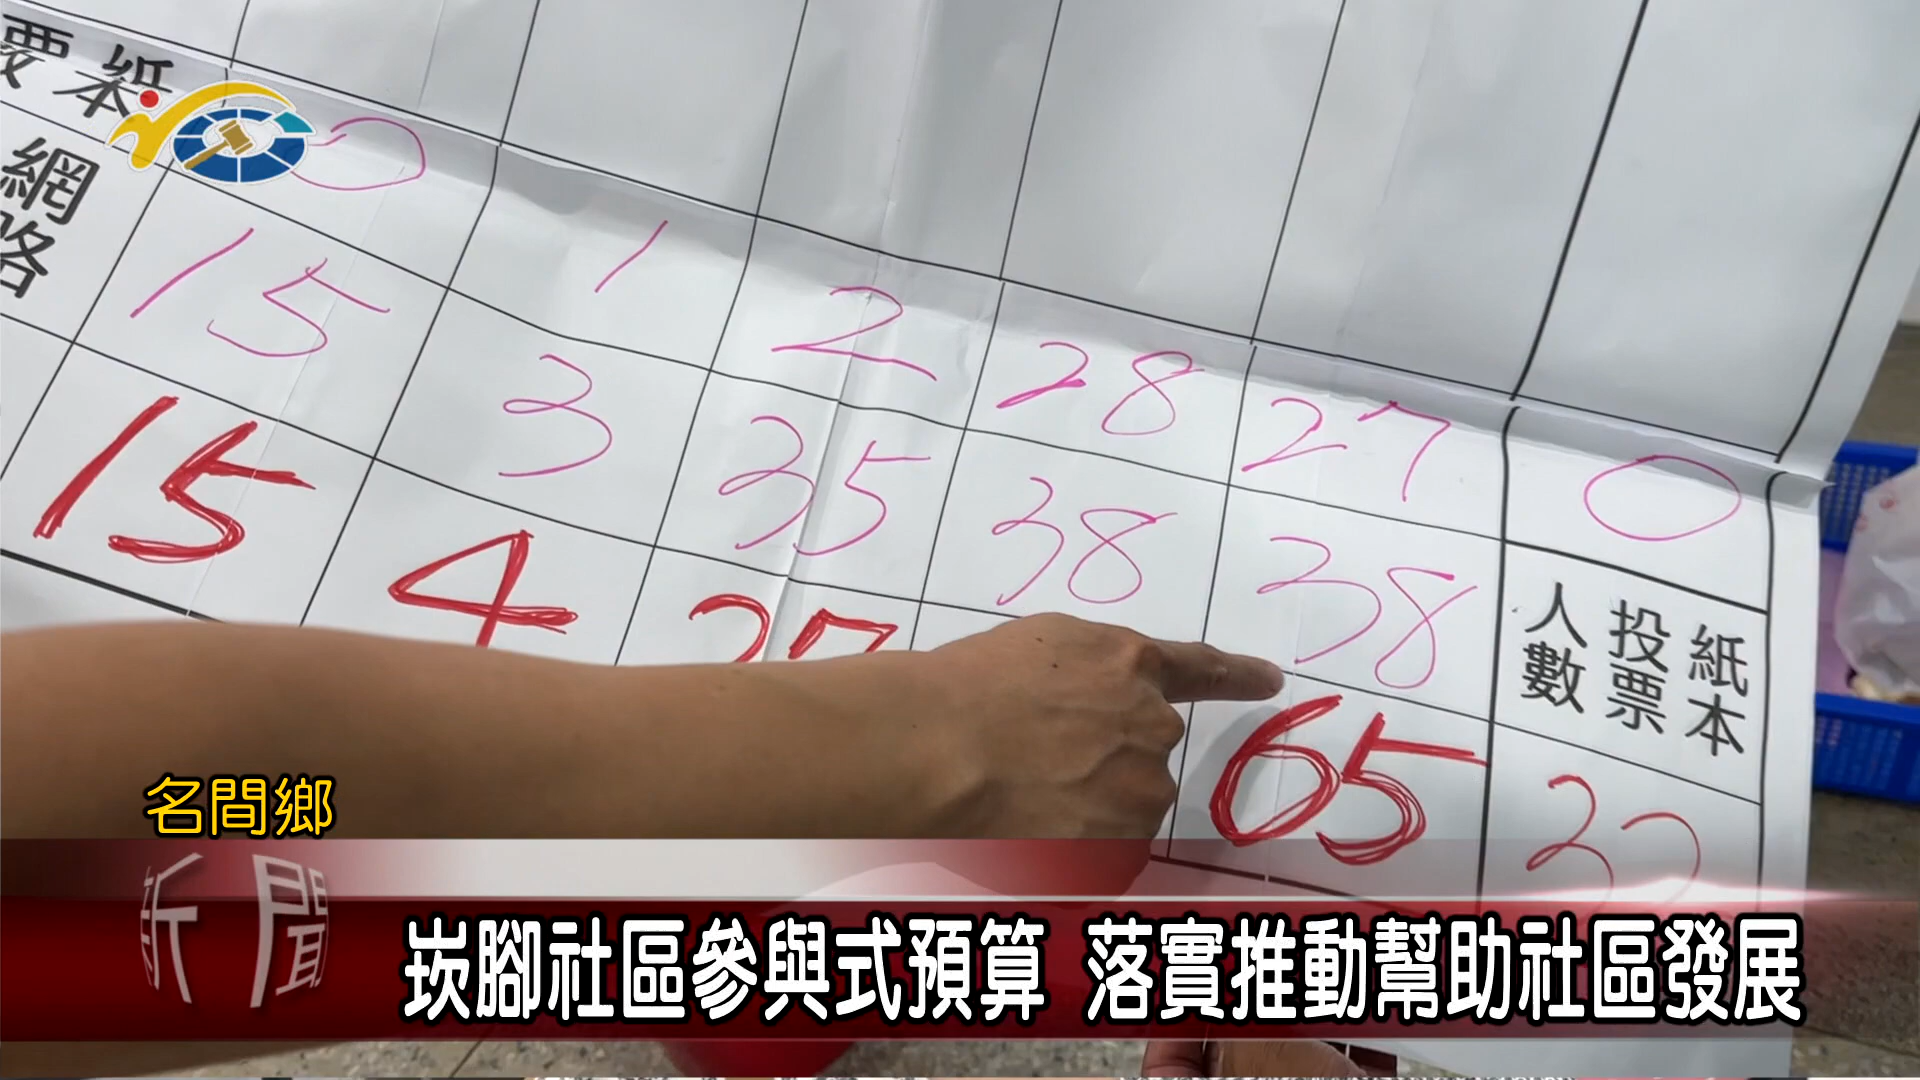 紙本
網路
0 1 2 28 27 0
15 3 35 38 38
15 4 37 65
紙本
投票
人數
名間鄉
新聞
崁腳社區參與式預算 落實推動幫助社區發展